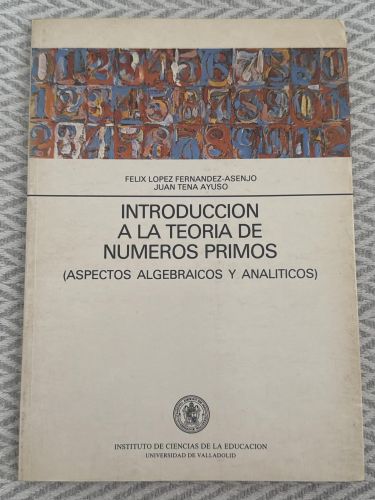 FELIX LOPEZ FERNANDEZ-ASENJO
JUAN TENA AYUSO
INTRODUCCION
A LA TEORIA DE
NUMEROS PRIMOS
(ASPECTOS ALGEBRAICOS Y ANALITICOS)
INSTITUTO DE CIENCIAS DE LA EDUCACION
UNIVERSIDAD DE VALLADOLID